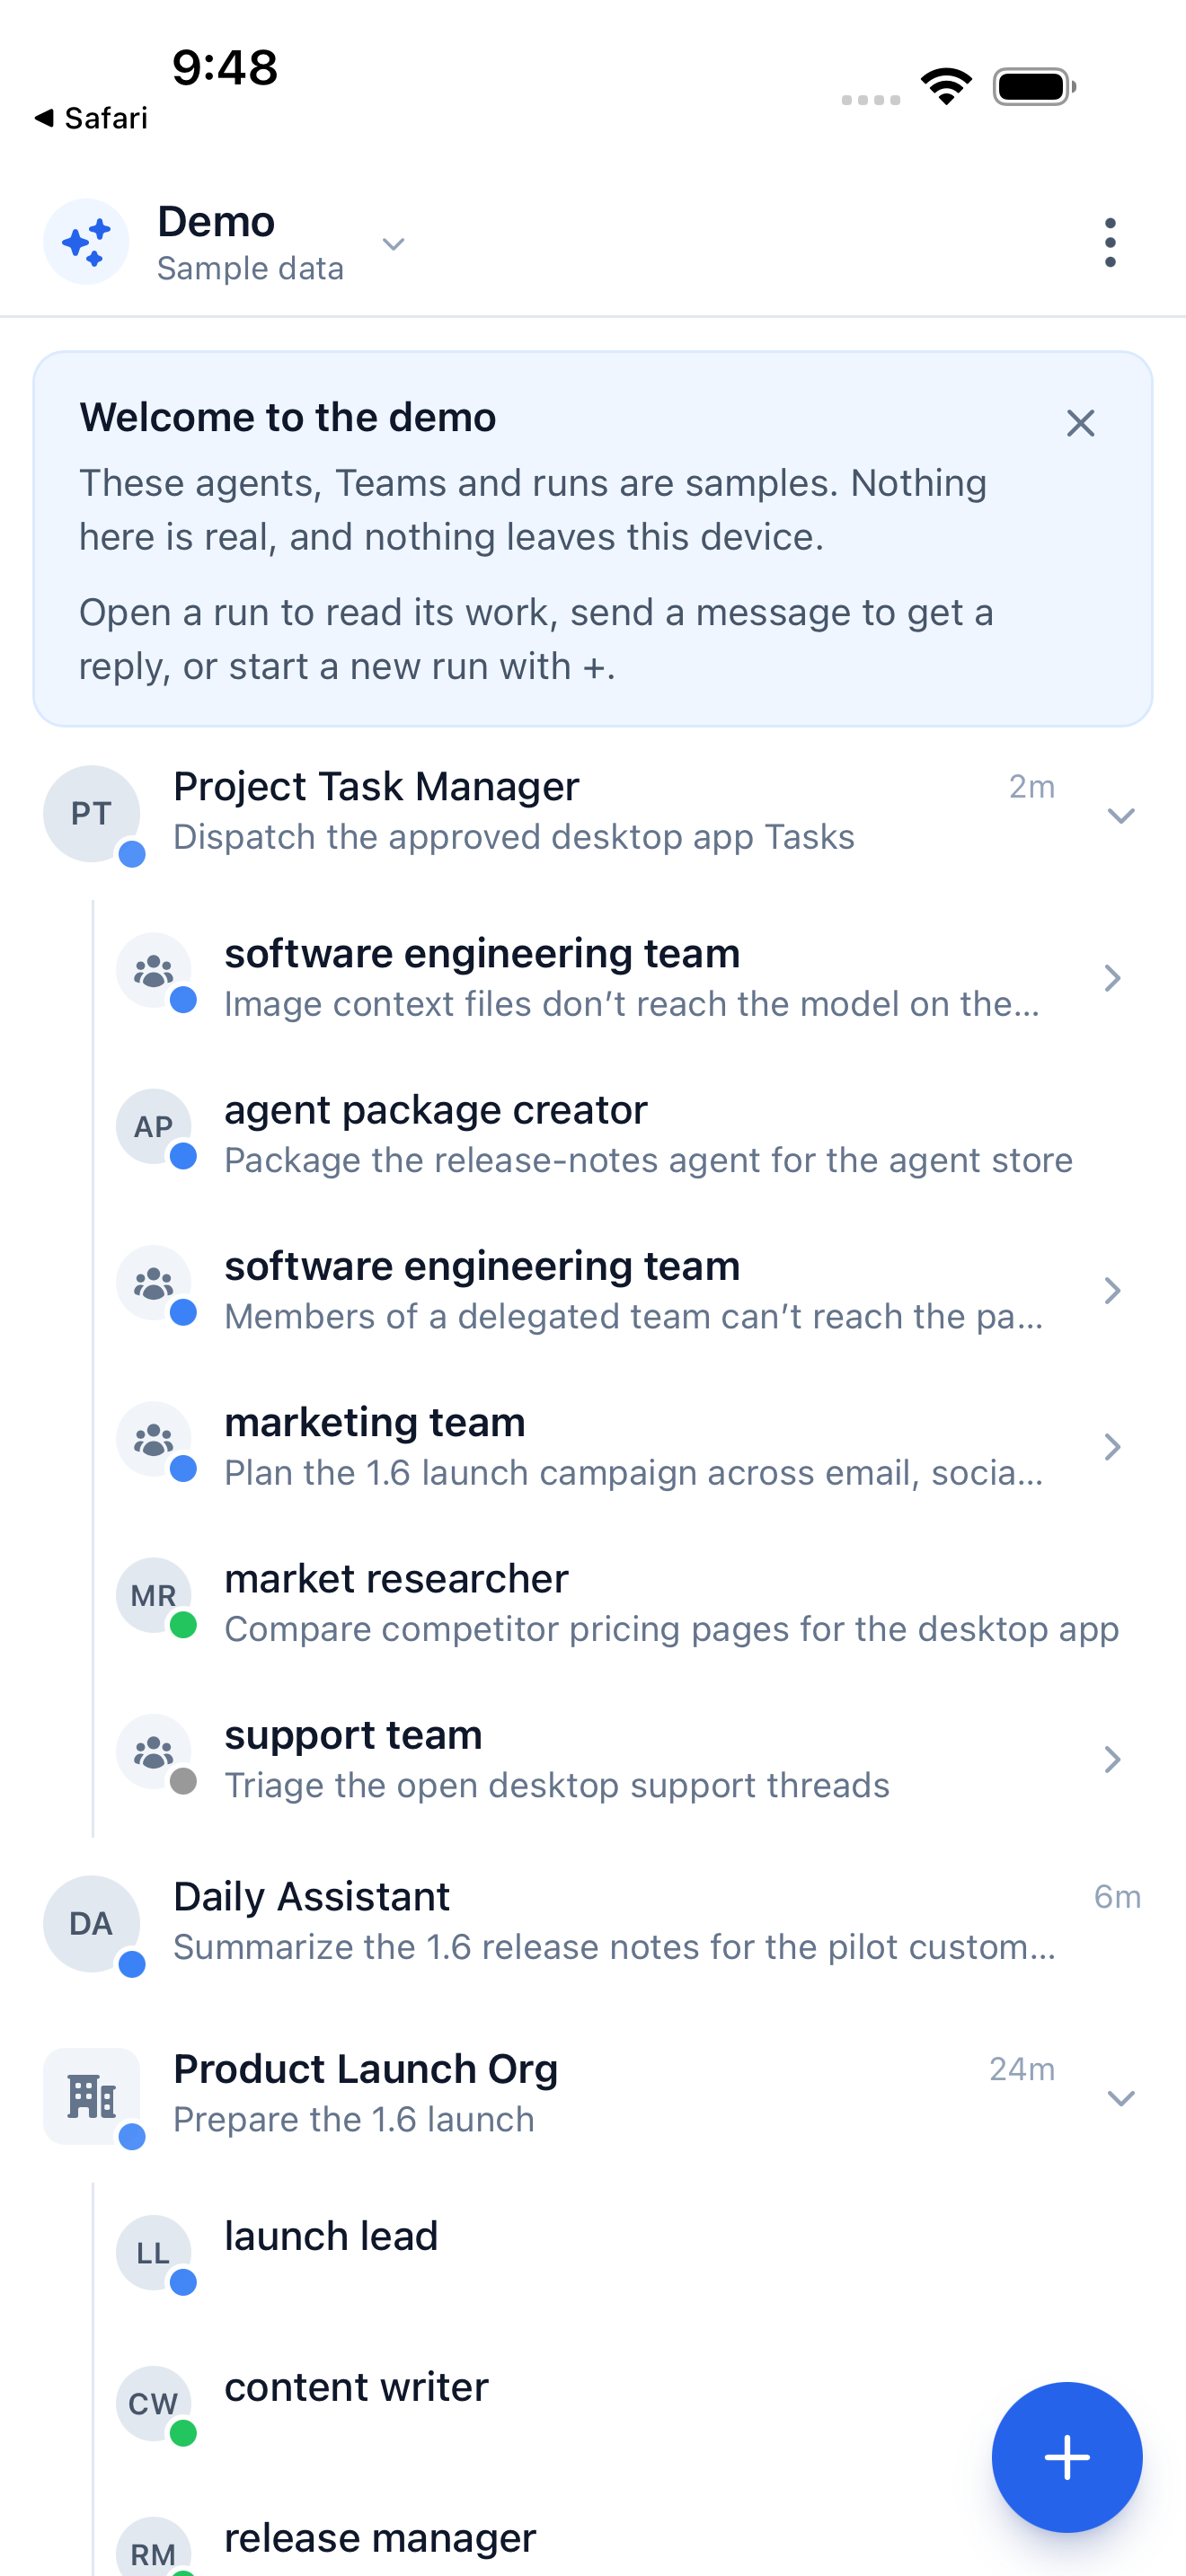 9:48
Safari
Demo
Sample data
Welcome to the demo
These agents, Teams and runs are samples. Nothing
here is real, and nothing leaves this device.
Open a run to read its work, send a message to get a
reply, or start a new run with +.
PT
Project Task Manager
2m
Dispatch the approved desktop app Tasks
software engineering team
Image context files don’t reach the model on the...
AP
agent package creator
Package the release-notes agent for the agent store
software engineering team
Members of a delegated team can’t reach the pa...
marketing team
Plan the 1.6 launch campaign across email, socia...
MR
market researcher
Compare competitor pricing pages for the desktop app
support team
Triage the open desktop support threads
DA
Daily Assistant
6m
Summarize the 1.6 release notes for the pilot custom...
Product Launch Org
24m
Prepare the 1.6 launch
LL
launch lead
CW
content writer
RM
release manager